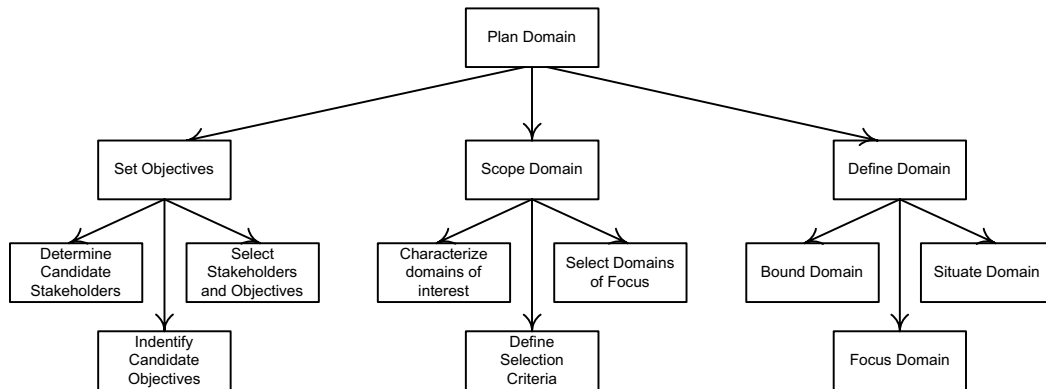 Plan Domain
Set Objectives
Scope Domain
Define Domain
Determine
Candidate
Stakeholders
Select
Stakeholders
and Objectives
Characterize
domains of
interest
Select Domains
of Focus
Bound Domain
Situate Domain
Indentify
Candidate
Objectives
Define
Selection
Criteria
Focus Domain